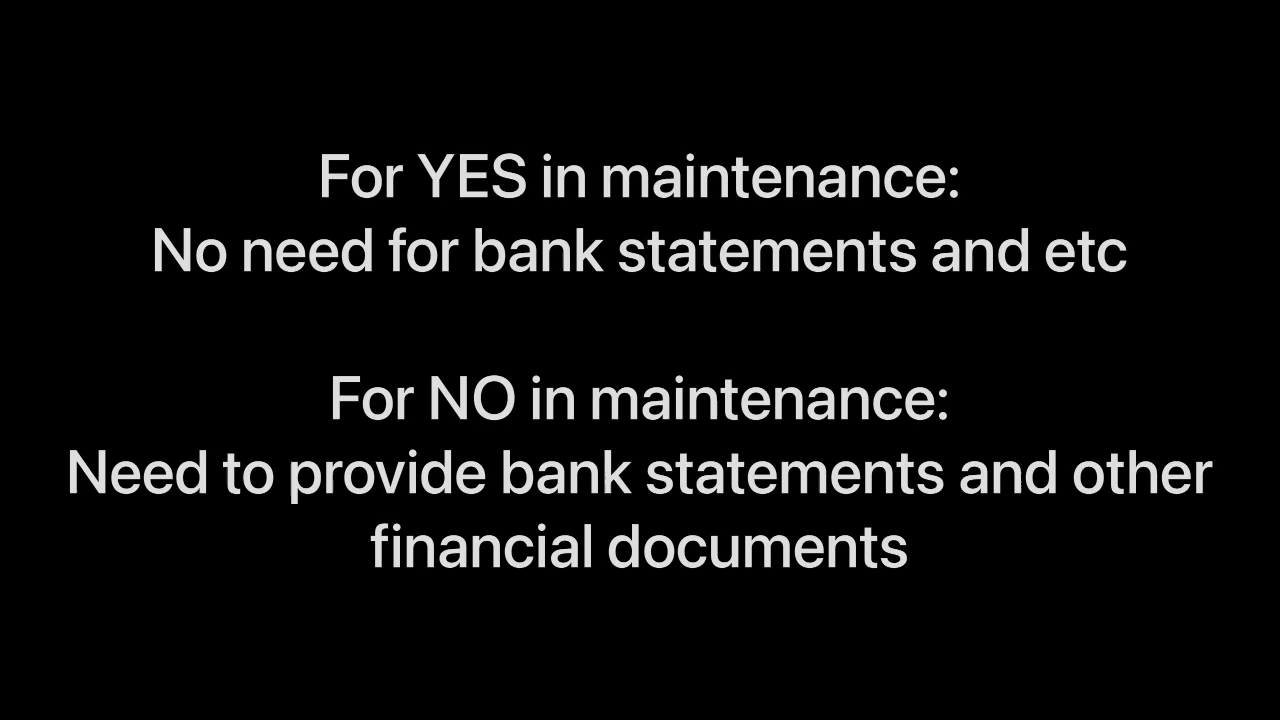 For YES in maintenance:
No need for bank statements and etc
For NO in maintenance:
Need to provide bank statements and other
financial documents